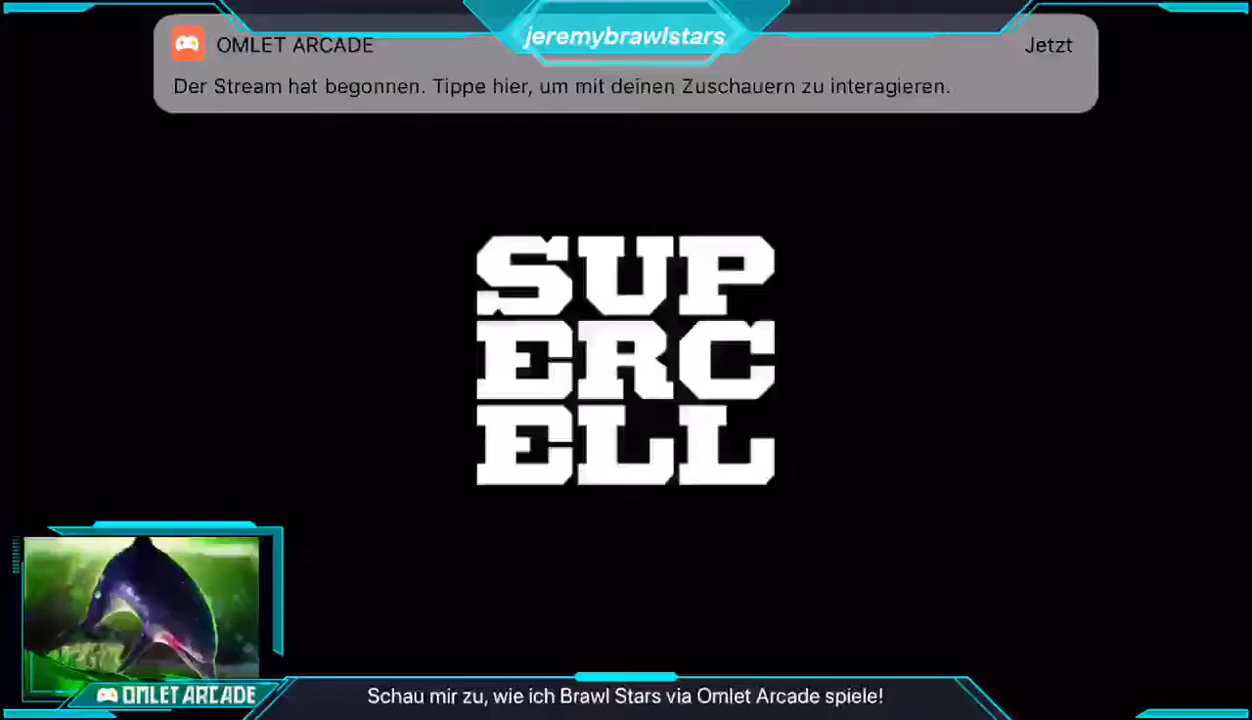 jeremybrawlstars
OMLET ARCADE
Jetzt
Der Stream hat begonnen. Tippe hier, um mit deinen Zuschauern zu interagieren.
SUP
ERC
ELL
OMLET ARCADE
Schau mir zu, wie ich Brawl Stars via Omlet Arcade spiele!